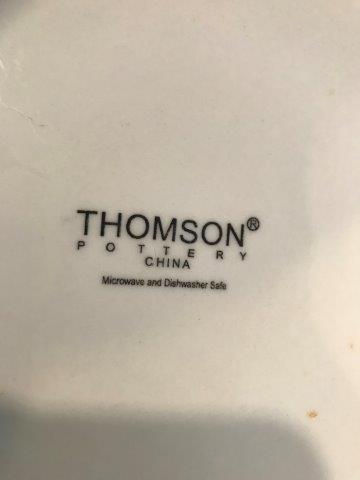 THOMSON®
POTTERY
CHINA
Microwave and Dishwasher Safe